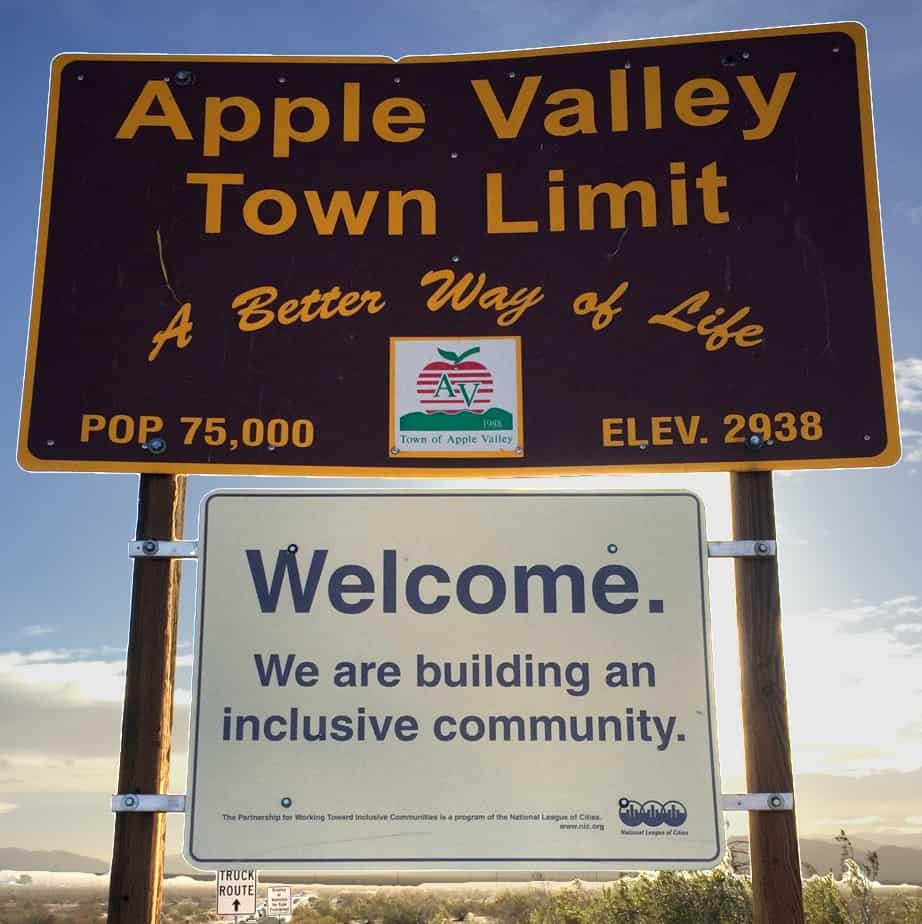 Apple Valley
Town Limit
A Better Way of Life
AV
1988
Town of Apple Valley
POP 75,000
ELEV. 2938
Welcome.
We are building an
inclusive community.
The Partnership for Working Toward Inclusive Communities is a program of the National League of Cities.
www.nlc.org
National League of Cities
TRUCK
ROUTE